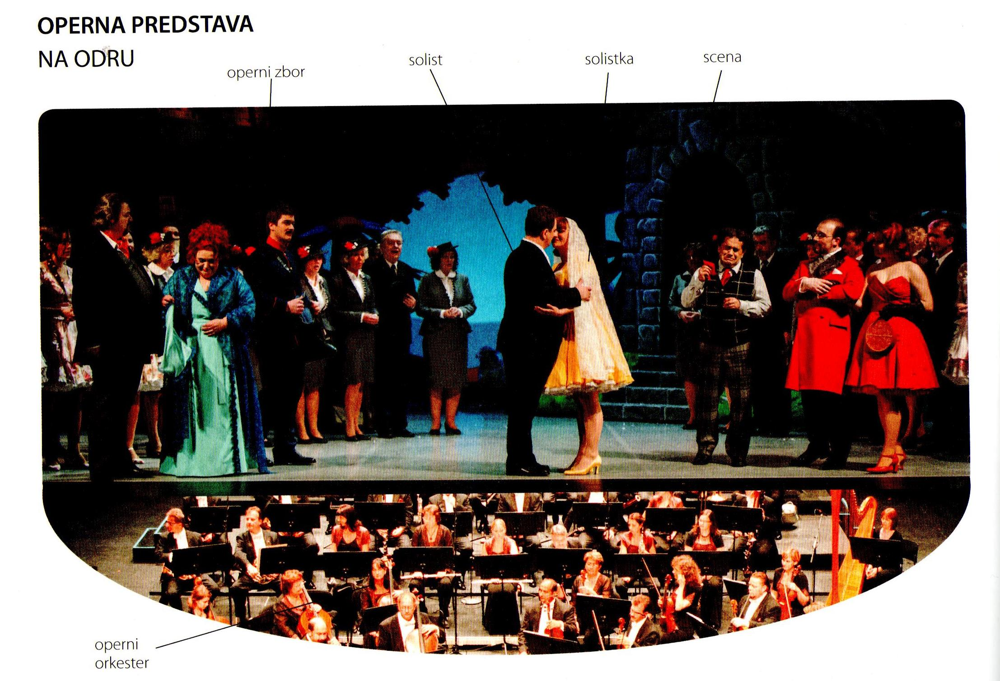 OPERNA PREDSTAVA
NA ODRU
operni zbor
solist
solistka
scena
operni
orkester